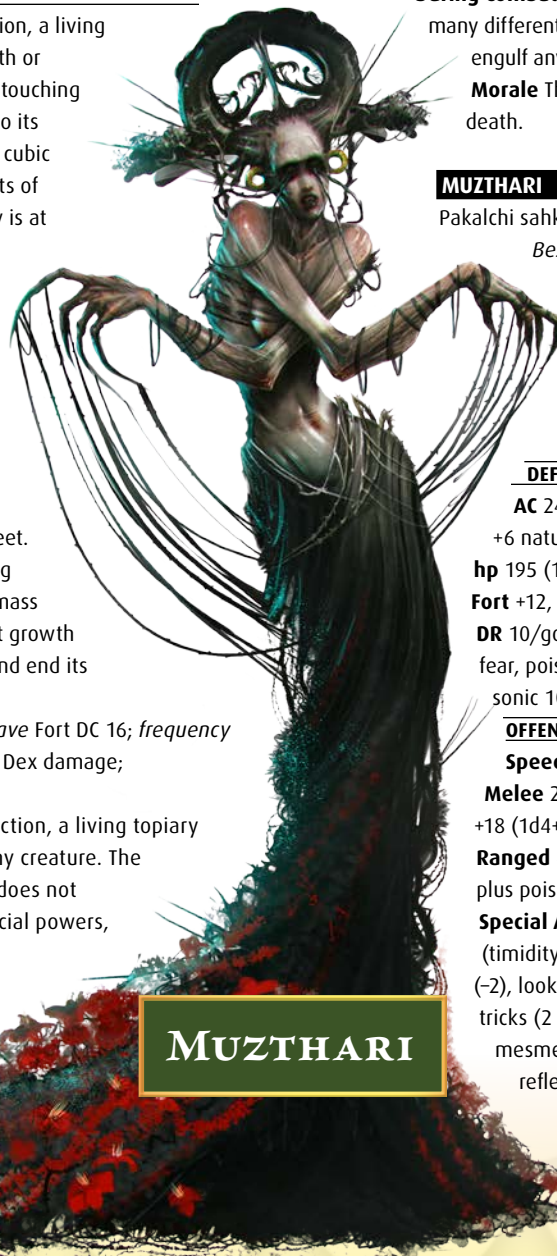 tion, a living
th or
touching
o its
cubic
ts of
y is at
eet.
g
mass
t growth
nd end its
ave Fort DC 16; frequency
Dex damage;
ction, a living topiary
ny creature. The
does not
cial powers,
many different
engulf any
Morale Th
death.
MUZTHARI
Pakalchi sahk
Be
DEF
AC 24
+6 natu
hp 195 (1
Fort +12,
DR 10/go
fear, pois
sonic 10
OFFEN
Speed
Melee 2
+18 (1d4+
Ranged
plus pois
Special A
(timidity
(–2), look
tricks (2
mesme
refle
MUZTHARI